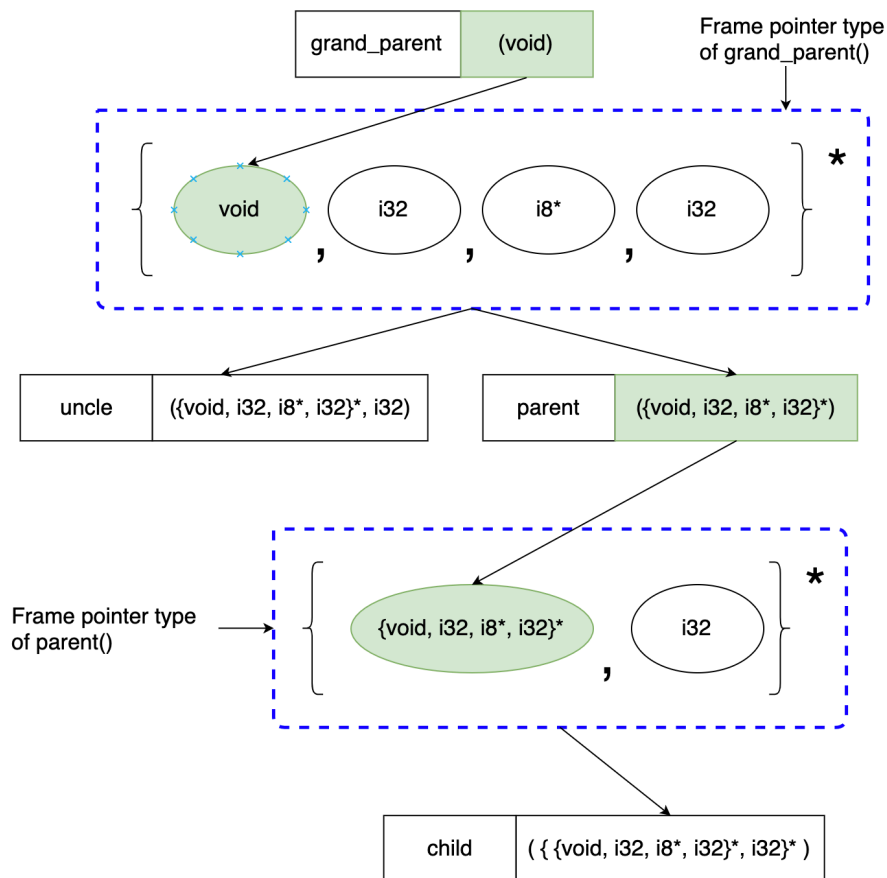 grand_parent (void)
Frame pointer type
of grand_parent()
{ void , i32 , i8* , i32 } *
uncle ({void, i32, i8*, i32}*, i32)
parent ({void, i32, i8*, i32}*)
Frame pointer type
of parent()
{ {void, i32, i8*, i32}* , i32 } *
child ( { {void, i32, i8*, i32}*, i32}* )